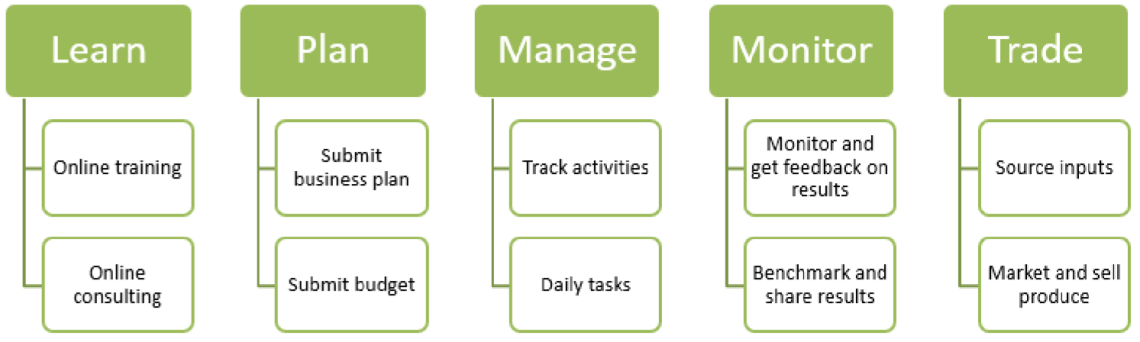 Learn
Online training
Online
consulting
Plan
Submit
business plan
Submit budget
Manage
Track activities
Daily tasks
Monitor
Monitor and
get feedback on
results
Benchmark and
share results
Trade
Source inputs
Market and sell
produce